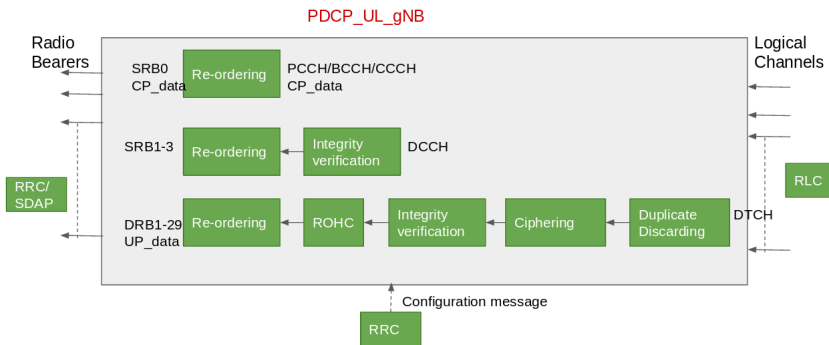 PDCP_UL_gNB
Radio
Bearers
Logical
Channels
SRB0
CP_data
Re-ordering
PCCH/BCCH/CCCH
CP_data
SRB1-3
Re-ordering
Integrity
verification
DCCH
RRC/
SDAP
RLC
DRB1-29
UP_data
Re-ordering
ROHC
Integrity
verification
Ciphering
Duplicate
Discarding
DTCH
Configuration message
RRC